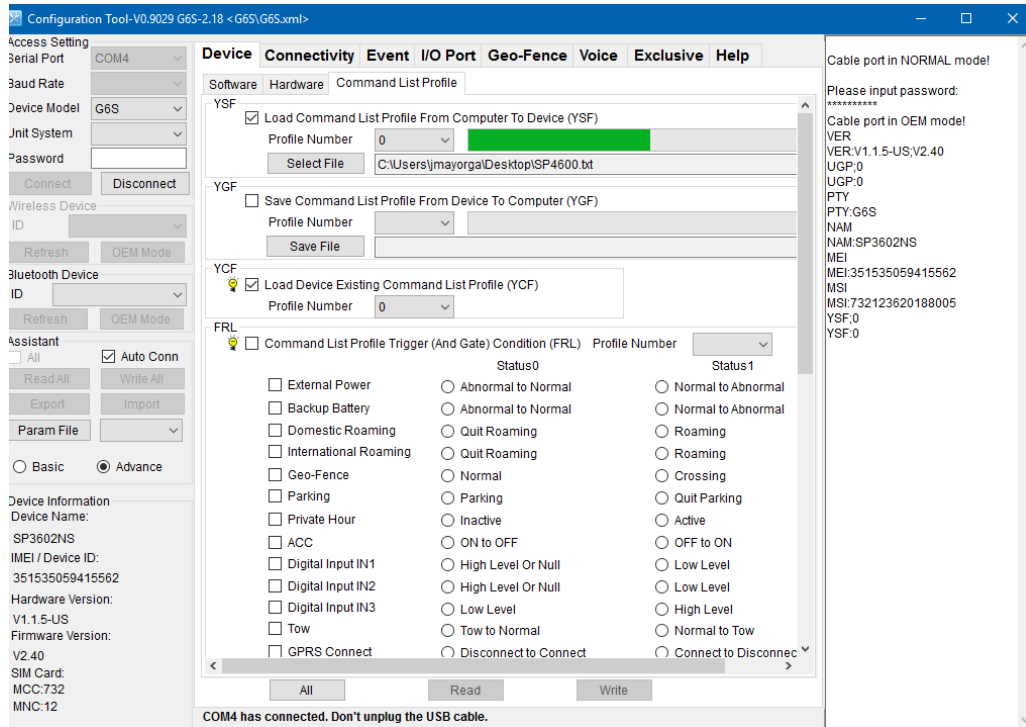 Configuration Tool-V0.9029 G6S-2.18 <G6S\G6S.xml>
Access Setting
Serial Port COM4
Baud Rate
Device Model G6S
Unit System
Password
Connect Disconnect
Wireless Device
ID
Refresh OEM Mode
Bluetooth Device
ID
Refresh OEM Mode
Assistant
All Auto Conn
Read All Write All
Export Import
Param File
Basic Advance
Device Information
Device Name:
SP3602NS
IMEI / Device ID:
351535059415562
Hardware Version:
V1.1.5-US
Firmware Version:
V2.40
SIM Card:
MCC:732
MNC:12
Device Connectivity Event I/O Port Geo-Fence Voice Exclusive Help
Software Hardware Command List Profile
YSF
Load Command List Profile From Computer To Device (YSF)
Profile Number 0
Select File C:\Users\jmayorga\Desktop\SP4600.txt
YGF
Save Command List Profile From Device To Computer (YGF)
Profile Number
Save File
YCF
Load Device Existing Command List Profile (YCF)
Profile Number 0
FRL
Command List Profile Trigger (And Gate) Condition (FRL) Profile Number
Status0 Status1
External Power Abnormal to Normal Normal to Abnormal
Backup Battery Abnormal to Normal Normal to Abnormal
Domestic Roaming Quit Roaming Roaming
International Roaming Quit Roaming Roaming
Geo-Fence Normal Crossing
Parking Parking Quit Parking
Private Hour Inactive Active
ACC ON to OFF OFF to ON
Digital Input IN1 High Level Or Null Low Level
Digital Input IN2 High Level Or Null Low Level
Digital Input IN3 Low Level High Level
Tow Tow to Normal Normal to Tow
GPRS Connect Disconnect to Connect Connect to Disconnec
All Read Write
COM4 has connected. Don't unplug the USB cable.
Cable port in NORMAL mode!
Please input password:
**********
Cable port in OEM mode!
VER
VER:V1.1.5-US;V2.40
UGP;0
UGP:0
PTY
PTY:G6S
NAM
NAM:SP3602NS
MEI
MEI:351535059415562
MSI
MSI:732123620188005
YSF;0
YSF:0